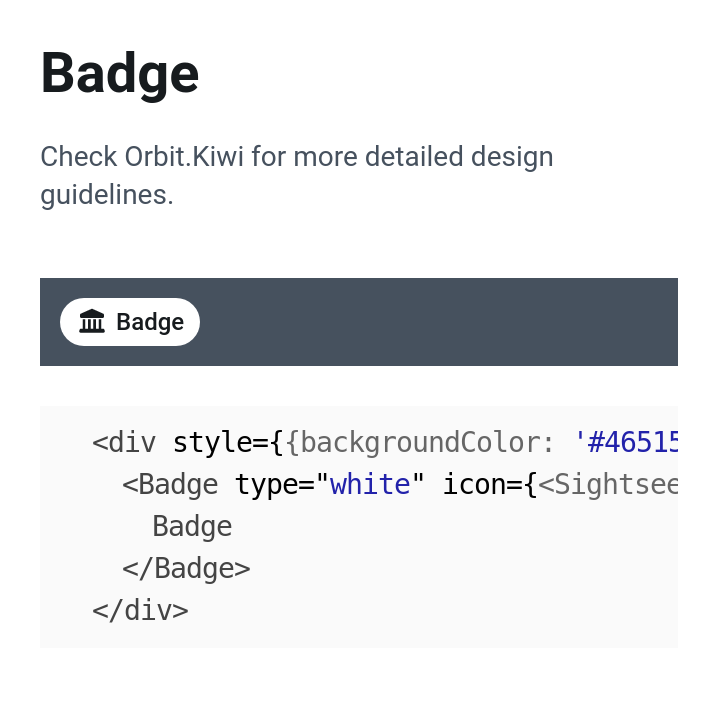 Badge
Check Orbit.Kiwi for more detailed design
guidelines.
Badge
<div style={{backgroundColor: '#46515
<Badge type="white" icon={<Sightsee
Badge
</Badge>
</div>